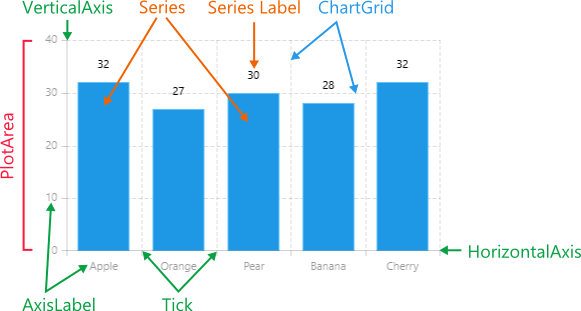 VerticalAxis Series Series Label ChartGrid
40
32 27 30 28 32
30
20
10
0
PlotArea
Apple Orange Pear Banana Cherry
HorizontalAxis
AxisLabel Tick